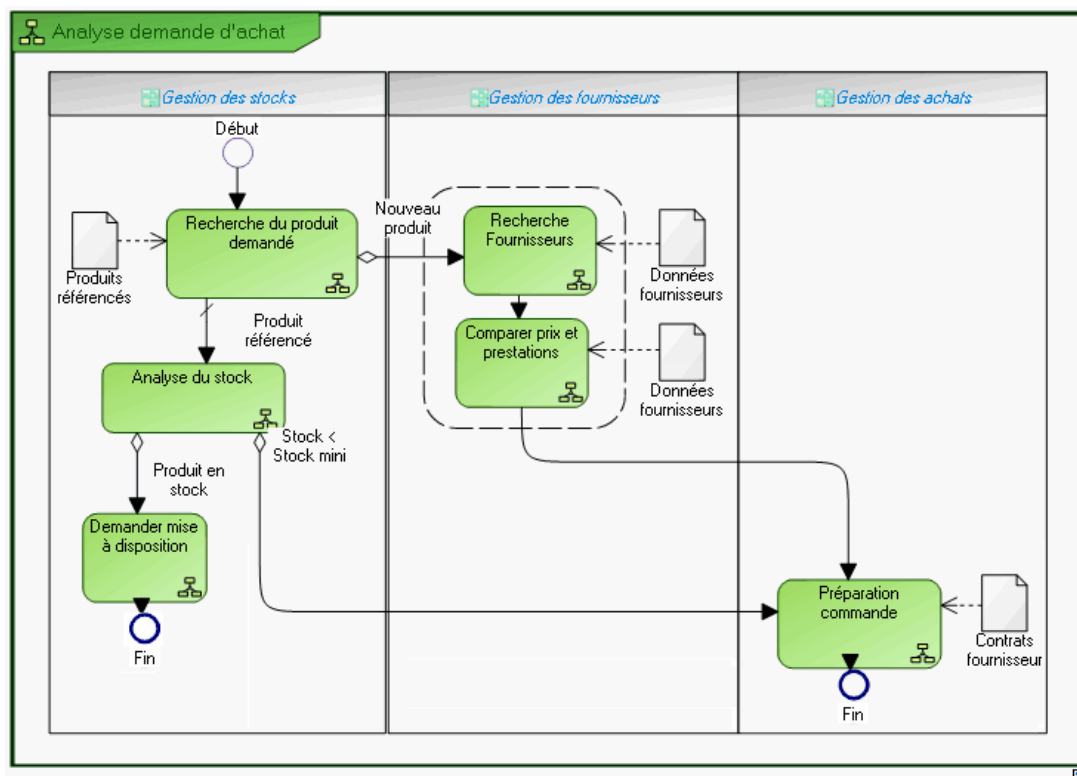 Analyse demande d'achat
Gestion des stocks
Gestion des fournisseurs
Gestion des achats
Début
Recherche du produit
demandé
Produits
référencés
Nouveau
produit
Recherche
Fournisseurs
Données
fournisseurs
Produit
référencé
Comparer prix et
prestations
Données
fournisseurs
Analyse du stock
Stock <
Stock mini
Produit en
stock
Demander mise
à disposition
Fin
Préparation
commande
Contrats
fournisseur
Fin